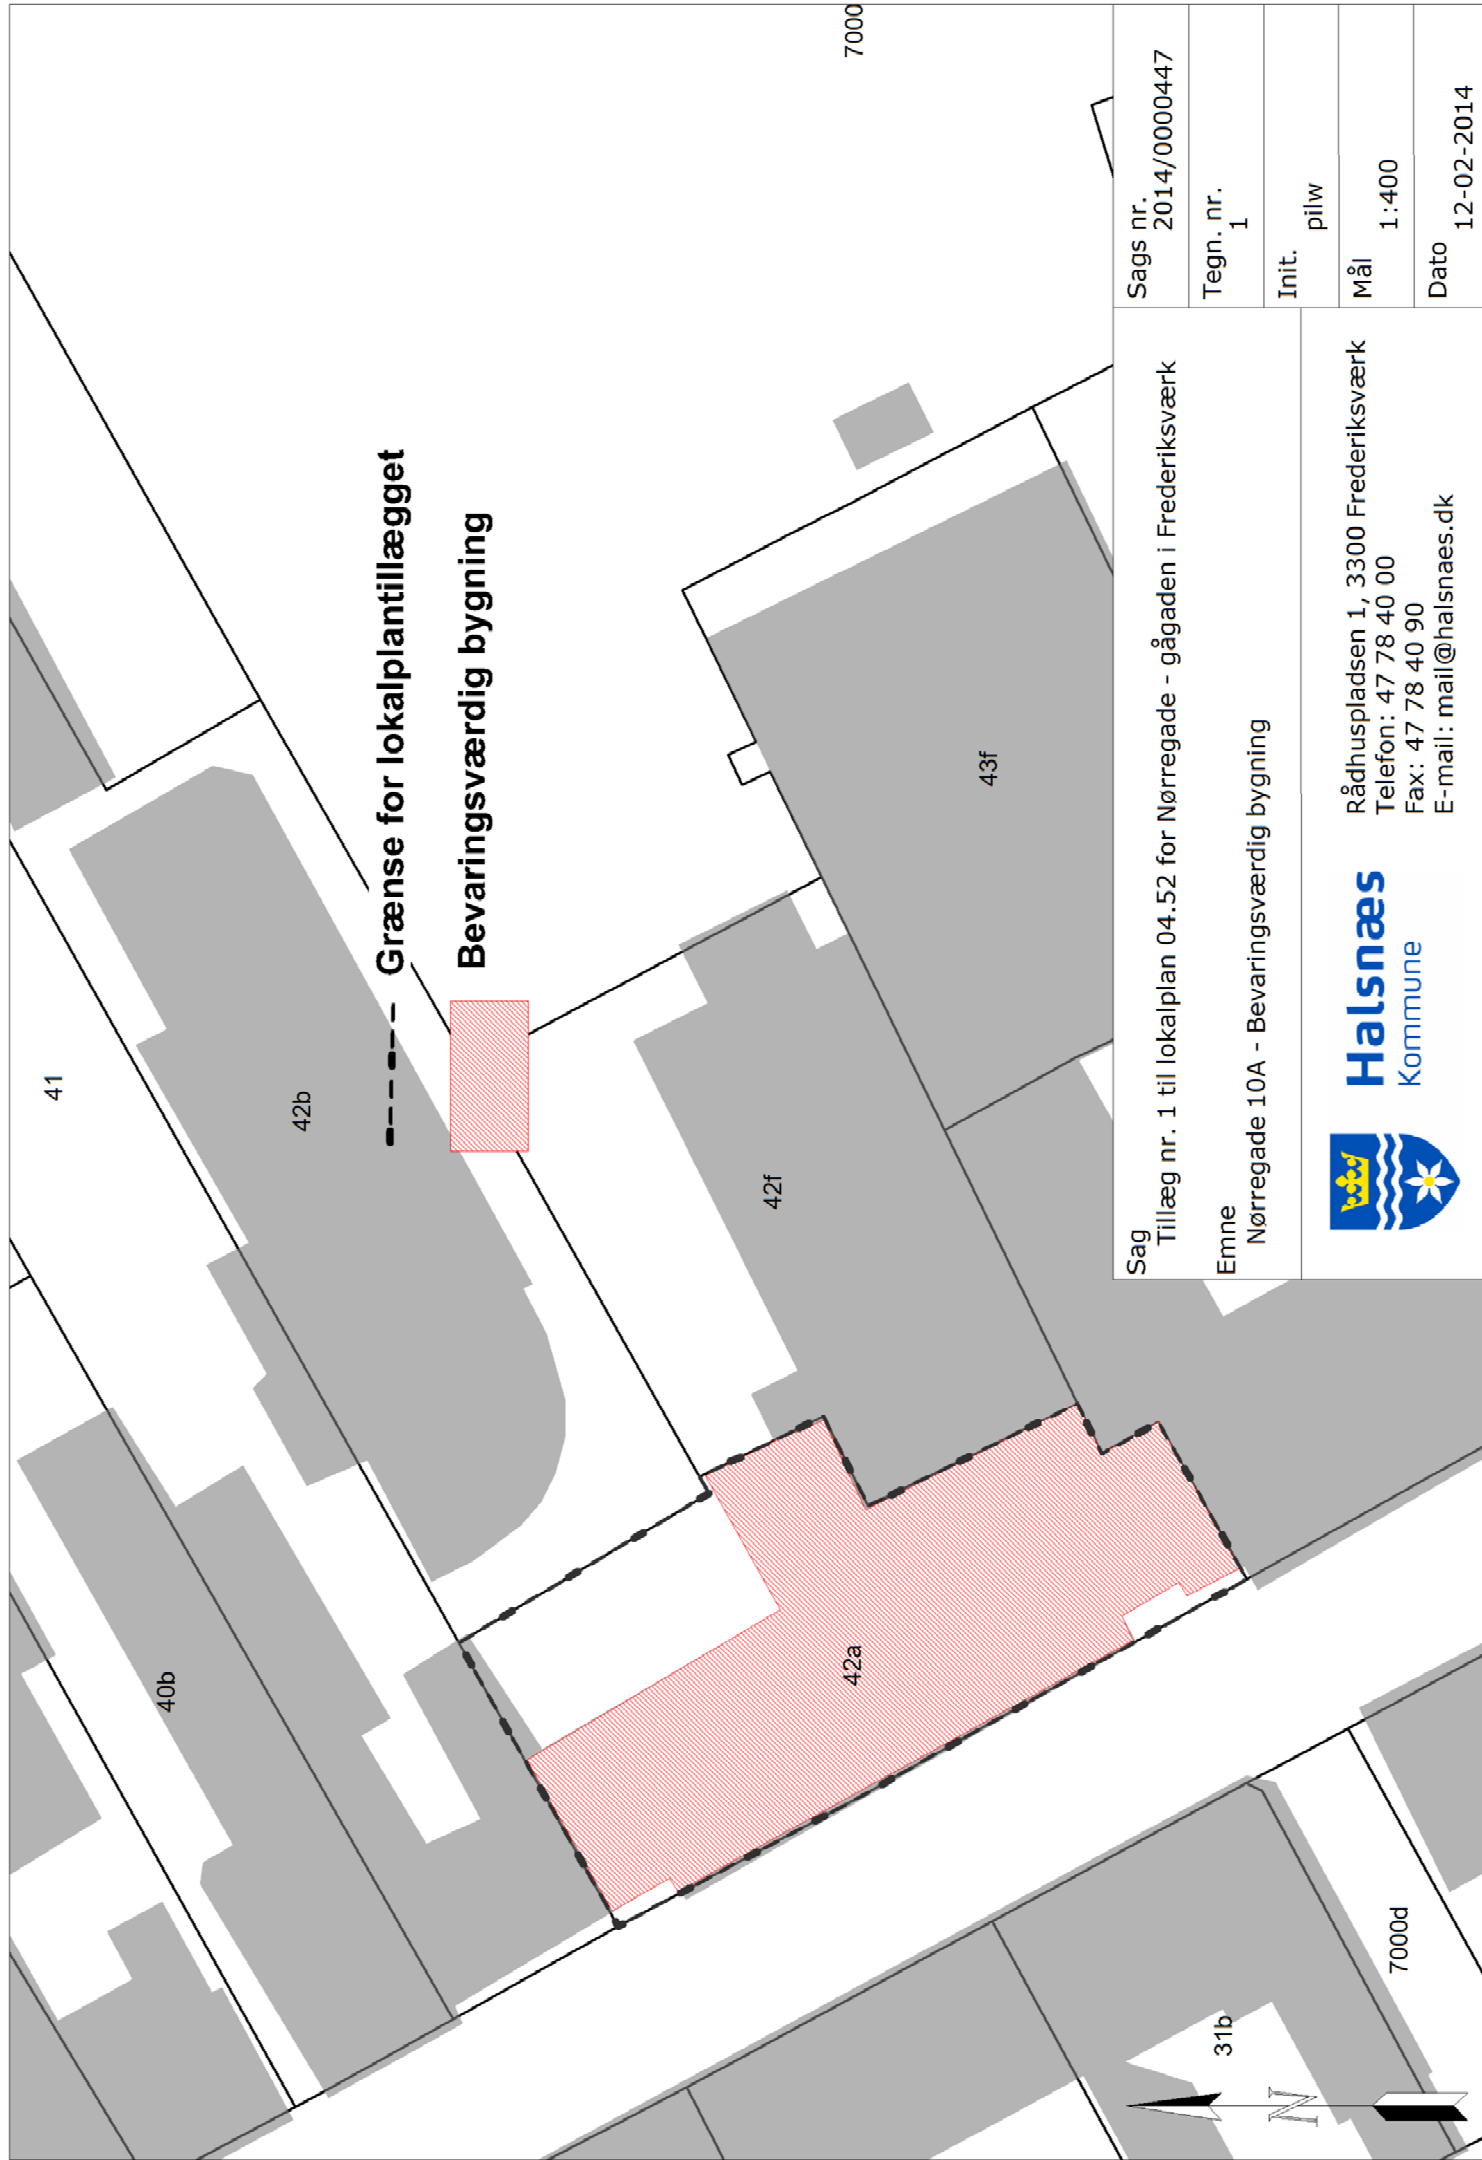 7000
41
42b
Grænse for lokalplantillægget
Bevaringsværdig bygning
40b
42f
43f
42a
31b
7000d
N
Sag
Tillæg nr. 1 til lokalplan 04.52 for Nørregade - gågaden i Frederiksværk
Emne
Nørregade 10A - Bevaringsværdig bygning
Sags nr.
2014/0000447
Tegn. nr.
1
Init.
pilw
Mål
1:400
Dato
12-02-2014
Halsnæs
Kommune
Rådhuspladsen 1, 3300 Frederiksværk
Telefon: 47 78 40 00
Fax: 47 78 40 90
E-mail: mail@halsnaes.dk